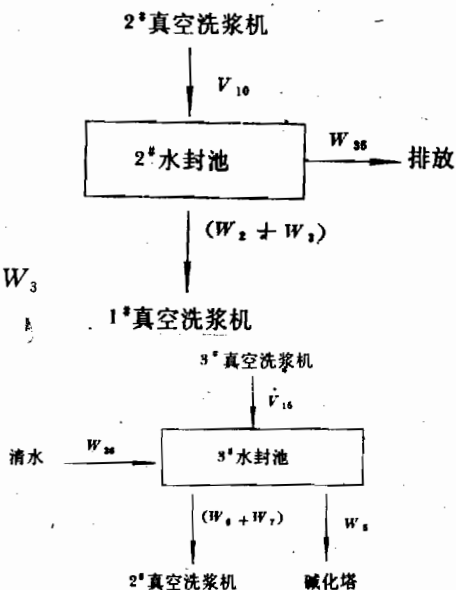 2#真空洗浆机
V10
2#水封池
W35
排放
(W2 + W3)
W3
1#真空洗浆机
3#真空洗浆机
V15
清水
W36
3#水封池
(W6 + W7)
W5
2#真空洗浆机
碱化塔